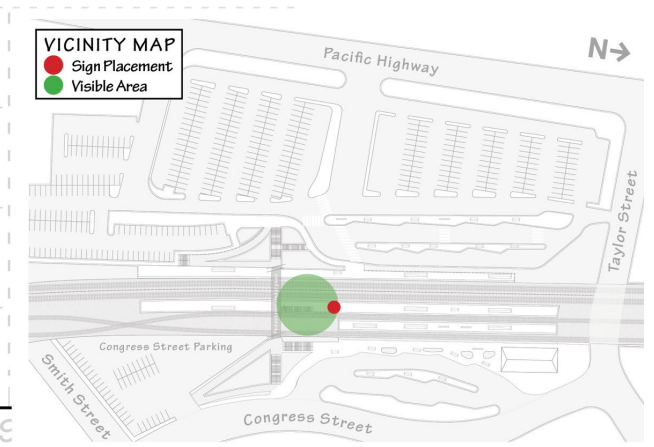 VICINITY MAP
Sign Placement
Visible Area
N
Pacific Highway
Taylor Street
Congress Street Parking
Smith Street
Congress Street